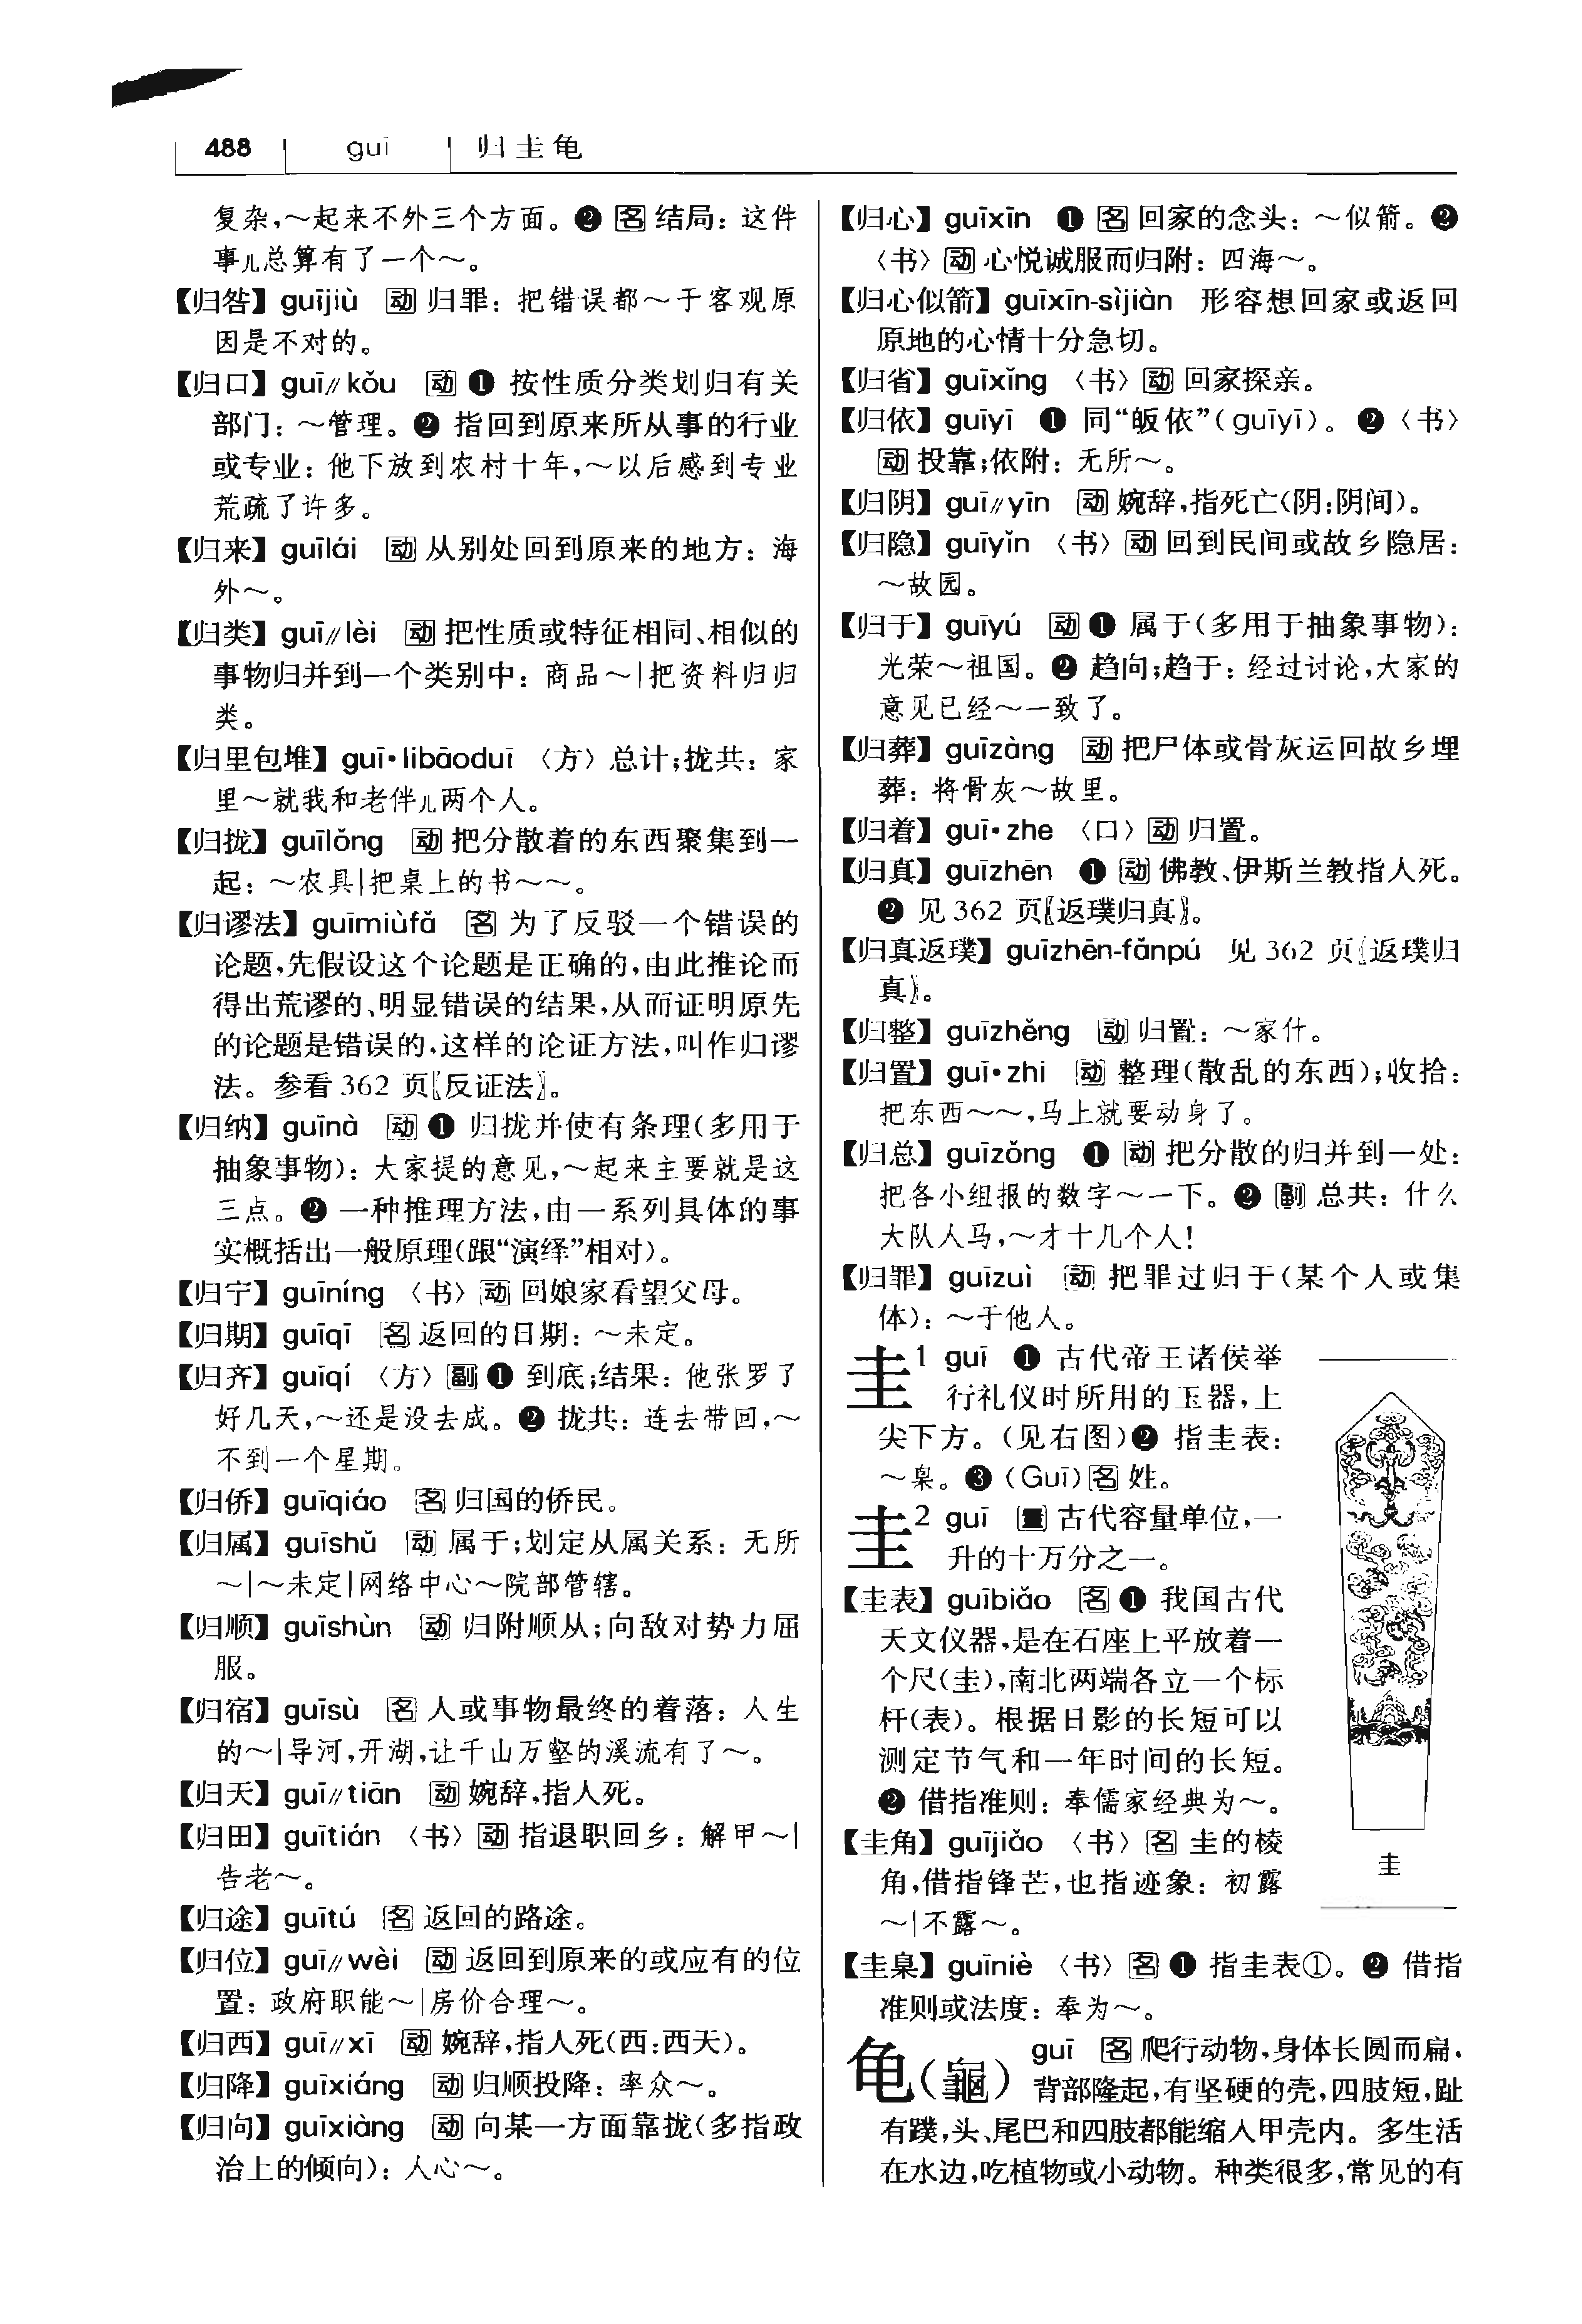 488 guī 归圭龟
复杂,～起来不外三个方面。❷ 名 结局：这件
事儿总算有了一个～。
【归咎】guījiù 动 归罪：把错误都～于客观原
因是不对的。
【归口】guī∥kǒu 动 ❶ 按性质分类划归有关
部门：～管理。❷ 指回到原来所从事的行业
或专业：他下放到农村十年,～以后感到专业
荒疏了许多。
【归来】guīlái 动 从别处回到原来的地方：海
外～。
【归类】guī∥lèi 动 把性质或特征相同、相似的
事物归并到一个类别中：商品～|把资料归归
类。
【归里包堆】guī·libāoduī 〈方〉总计;拢共：家
里～就我和老伴儿两个人。
【归拢】guīlǒng 动 把分散着的东西聚集到一
起：～农具|把桌上的书～～。
【归谬法】guīmiùfǎ 名 为了反驳一个错误的
论题,先假设这个论题是正确的,由此推论而
得出荒谬的、明显错误的结果,从而证明原先
的论题是错误的,这样的论证方法,叫作归谬
法。参看 362 页〖反证法〗。
【归纳】guīnà 动 ❶ 归拢并使有条理(多用于
抽象事物)：大家提的意见,～起来主要就是这
三点。❷ 一种推理方法,由一系列具体的事
实概括出一般原理(跟“演绎”相对)。
【归宁】guīníng 〈书〉动 回娘家看望父母。
【归期】guīqī 名 返回的日期：～未定。
【归齐】guīqí 〈方〉副 ❶ 到底;结果：他张罗了
好几天,～还是没去成。❷ 拢共：连去带回,～
不到一个星期。
【归侨】guīqiáo 名 归国的侨民。
【归属】guīshǔ 动 属于;划定从属关系：无所
～|～未定|网络中心～院部管辖。
【归顺】guīshùn 动 归附顺从;向敌对势力屈
服。
【归宿】guīsù 名 人或事物最终的着落：人生
的～|导河,开湖,让千山万壑的溪流有了～。
【归天】guī∥tiān 动 婉辞,指人死。
【归田】guītián 〈书〉动 指退职回乡：解甲～|
告老～。
【归途】guītú 名 返回的路途。
【归位】guī∥wèi 动 返回到原来的或应有的位
置：政府职能～|房价合理～。
【归西】guī∥xī 动 婉辞,指人死(西:西天)。
【归降】guīxiáng 动 归顺投降：率众～。
【归向】guīxiàng 动 向某一方面靠拢(多指政
治上的倾向)：人心～。
【归心】guīxīn ❶ 名 回家的念头：～似箭。❷
〈书〉动 心悦诚服而归附：四海～。
【归心似箭】guīxīn-sìjiàn 形容想回家或返回
原地的心情十分急切。
【归省】guīxǐng 〈书〉动 回家探亲。
【归依】guīyī ❶ 同“皈依”(guīyī)。❷〈书〉
动 投靠;依附：无所～。
【归阴】guī∥yīn 动 婉辞,指死亡(阴:阴间)。
【归隐】guīyǐn 〈书〉动 回到民间或故乡隐居：
～故园。
【归于】guīyú 动 ❶ 属于(多用于抽象事物)：
光荣～祖国。❷ 趋向;趋于：经过讨论,大家的
意见已经～一致了。
【归葬】guīzàng 动 把尸体或骨灰运回故乡埋
葬：将骨灰～故里。
【归着】guī·zhe 〈口〉动 归置。
【归真】guīzhēn ❶ 动 佛教、伊斯兰教指人死。
❷ 见 362 页〖返璞归真〗。
【归真返璞】guīzhēn-fǎnpú 见 362 页〖返璞归
真〗。
【归整】guīzhěng 动 归置：～家什。
【归置】guī·zhi 动 整理(散乱的东西);收拾：
把东西～～,马上就要动身了。
【归总】guīzǒng ❶ 动 把分散的归并到一处：
把各小组报的数字～一下。❷ 副 总共：什么
大队人马,～才十几个人!
【归罪】guīzuì 动 把罪过归于(某个人或集
体)：～于他人。
圭1 guī ❶ 古代帝王诸侯举
行礼仪时所用的玉器,上
尖下方。(见右图)❷ 指圭表：
～臬。❸ (Guī)名 姓。
圭2 guī 量 古代容量单位,一
升的十万分之一。
【圭表】guībiǎo 名 ❶ 我国古代
天文仪器,是在石座上平放着一
个尺(圭),南北两端各立一个标
杆(表)。根据日影的长短可以
测定节气和一年时间的长短。
❷ 借指准则：奉儒家经典为～。
【圭角】guījiǎo 〈书〉名 圭的棱
角,借指锋芒,也指迹象：初露
～|不露～。
圭
【圭臬】guīniè 〈书〉名 ❶ 指圭表①。❷ 借指
准则或法度：奉为～。
龟(龜) guī 名 爬行动物,身体长圆而扁,
背部隆起,有坚硬的壳,四肢短,趾
有蹼,头、尾巴和四肢都能缩入甲壳内。多生活
在水边,吃植物或小动物。种类很多,常见的有